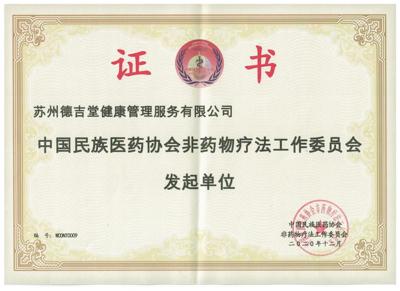 证 书
苏州德吉堂健康管理服务有限公司
中国民族医药协会非药物疗法工作委员会
发起单位
中国民族医药协会
非药物疗法工作委员会
二〇二〇年十二月